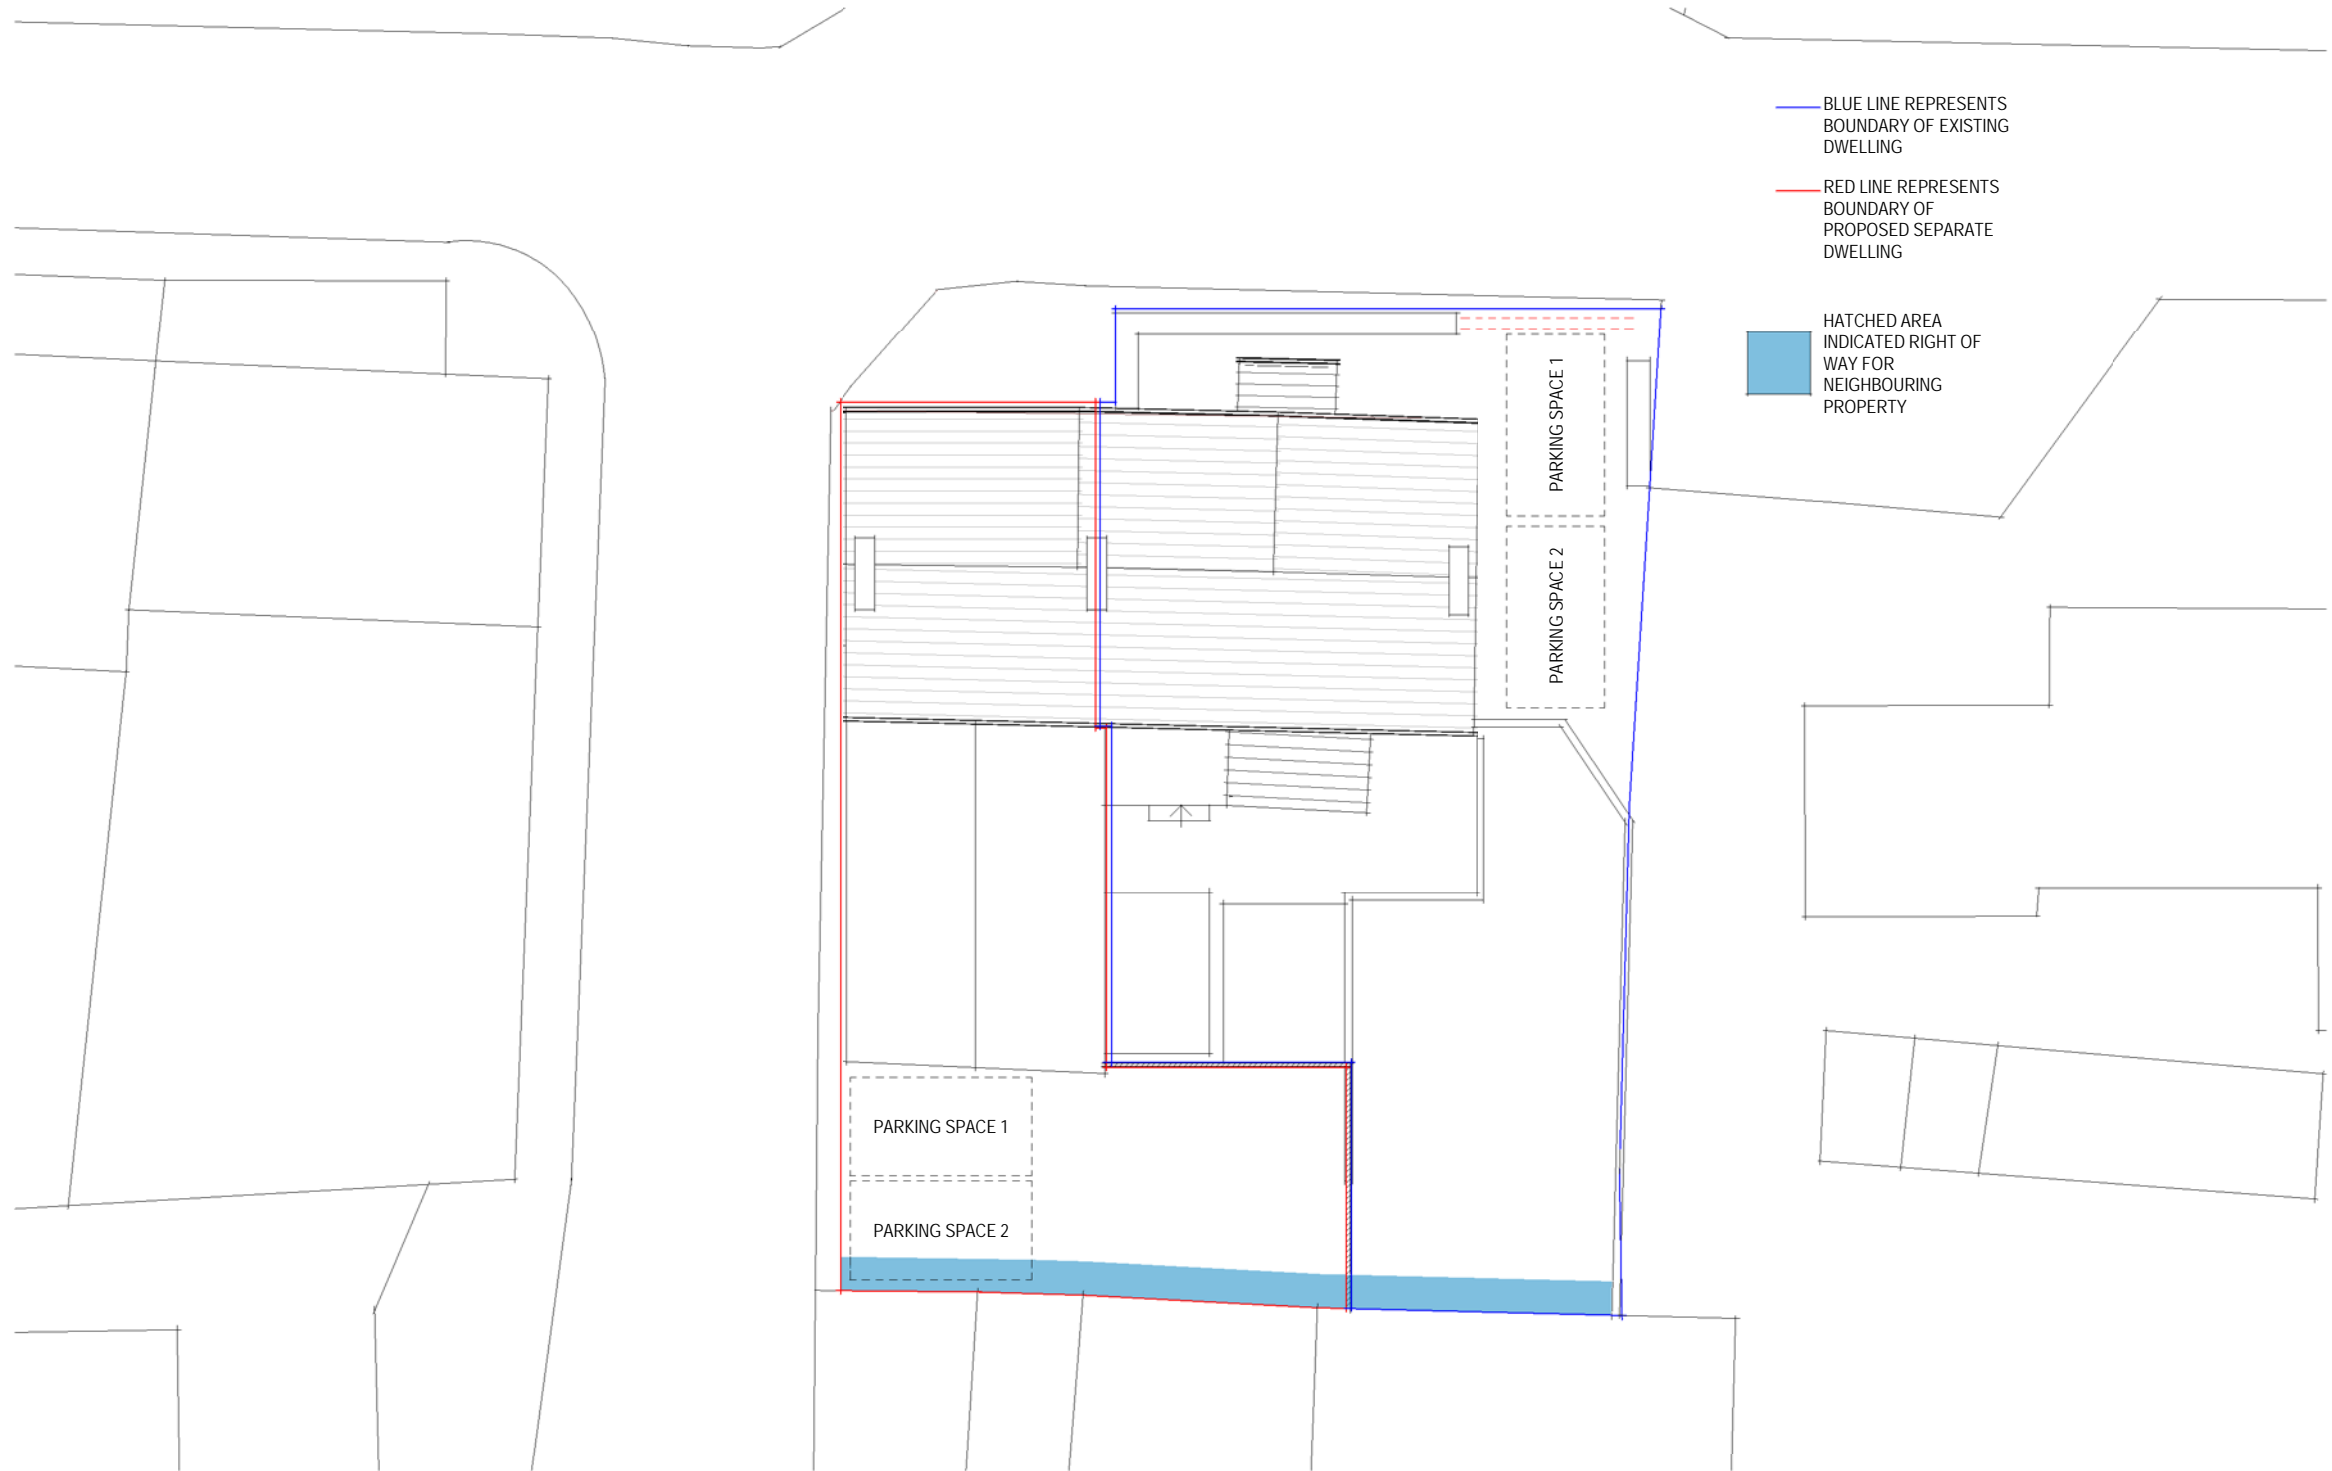 BLUE LINE REPRESENTS
BOUNDARY OF EXISTING
DWELLING
RED LINE REPRESENTS
BOUNDARY OF
PROPOSED SEPARATE
DWELLING
HATCHED AREA
INDICATED RIGHT OF
WAY FOR
NEIGHBOURING
PROPERTY
PARKING SPACE 1
PARKING SPACE 2
PARKING SPACE 1
PARKING SPACE 2